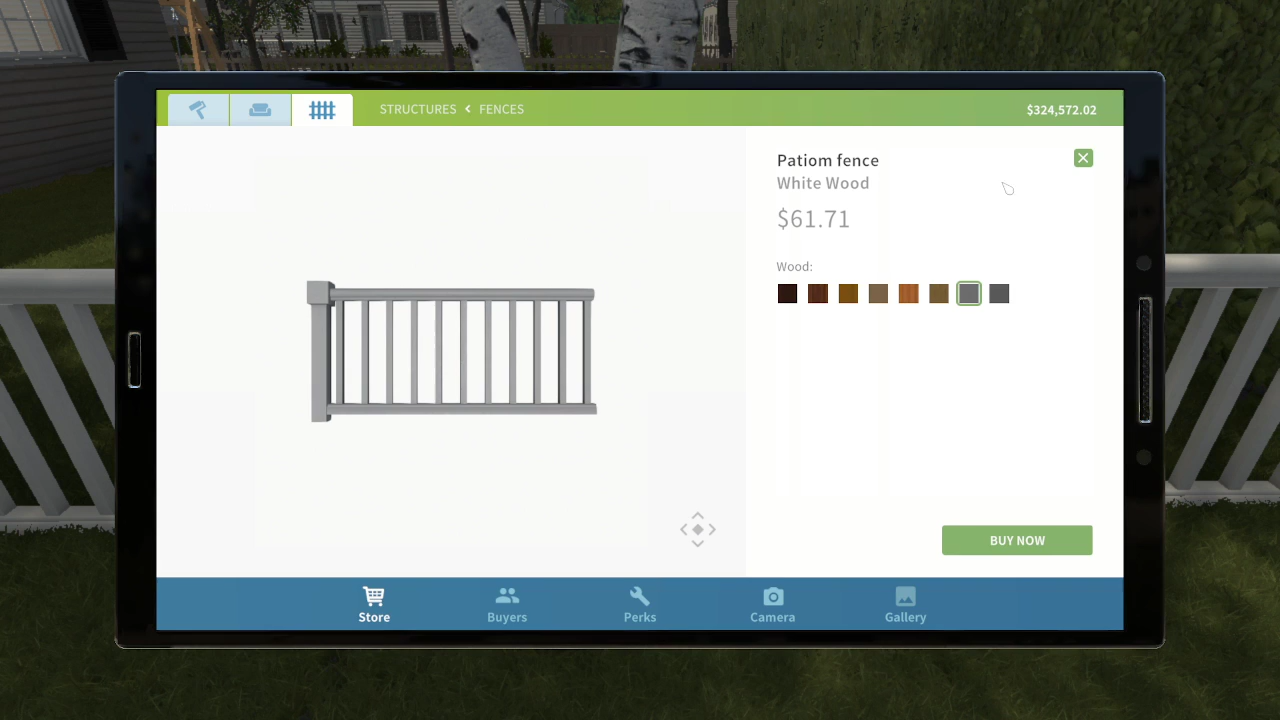 STRUCTURES < FENCES
$324,572.02
Patiom fence
White Wood
$61.71
Wood:
BUY NOW
Store
Buyers
Perks
Camera
Gallery